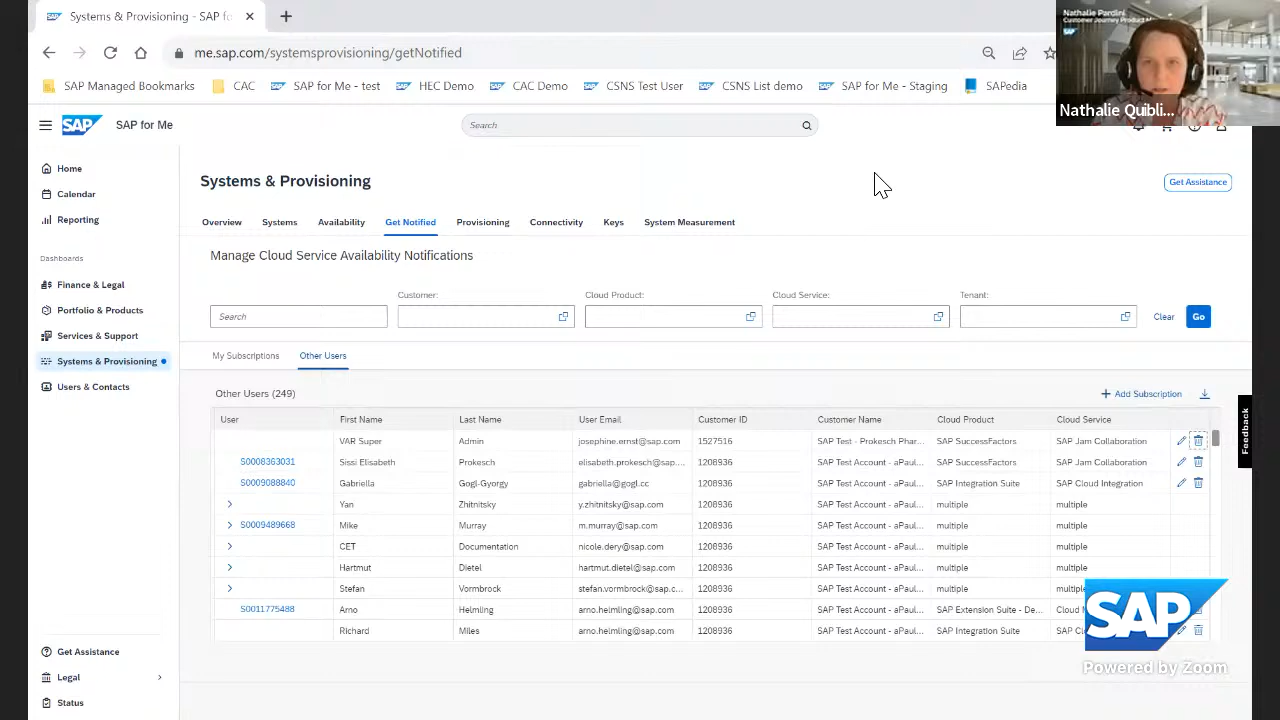 Systems & Provisioning - SAP fo
me.sap.com/systemsprovisioning/getNotified
SAP Managed Bookmarks CAC SAP for Me Test HEC Demo CSNS Test User SAP for Me - Staging SAPedia
Nathalie Pardini
SAP
Nathalie Quibli...
SAP SAP for Me Search
Home
Calendar
Reporting
Dashboards
Finance & Legal
Portfolio & Products
Services & Support
Systems & Provisioning
Users & Contacts
Get Assistance
Legal
Status
Systems & Provisioning
Get Assistance
Overview Systems Availability Get Notified Provisioning Connectivity Keys System Measurement
Manage Cloud Service Availability Notifications
Customer: Cloud Product: Cloud Service: Tenant:
Search Clear Go
My Subscriptions Other Users
Other Users (249) Add Subscription
User First Name Last Name User Email Customer ID Customer Name Cloud Product Cloud Service
VAR Super Admin josephine.ernst@sap.com 1527516 SAP Test - Prokesch Phar... SAP SuccessFactors SAP Jam Collaboration
S0008363031 Sissi Elisabeth Prokesch elisabeth.prokesch@sap.... 1208936 SAP Test Account - aPaul... SAP SuccessFactors SAP Jam Collaboration
S0009088840 Gabriella Gogl-Gyorgy gabriella@gogl.cc 1208936 SAP Test Account - aPaul... SAP Integration Suite SAP Cloud Integration
Yan Zhitnitsky y.zhitnitsky@sap.com 1208936 SAP Test Account - aPaul... multiple multiple
S0009489668 Mike Murray m.murray@sap.com 1208936 SAP Test Account - aPaul... multiple multiple
CET Documentation nicole.dery@sap.com 1208936 SAP Test Account - aPaul... multiple multiple
Hartmut Dietel hartmut.dietel@sap.com 1208936 SAP Test Account - aPaul... multiple multiple
Stefan Vormbrock stefan.vormbrock@sap.c... 1208936 SAP Test Account - aPaul... multiple multiple
S0011775488 Arno Helmling arno.helmling@sap.com 1208936 SAP Test Account - aPaul... SAP Extension Suite - De... Cloud
Richard Miles arno.helmling@sap.com 1208936 SAP Test Account - aPaul... SAP Integration Suite
Feedback
SAP
Powered by Zoom